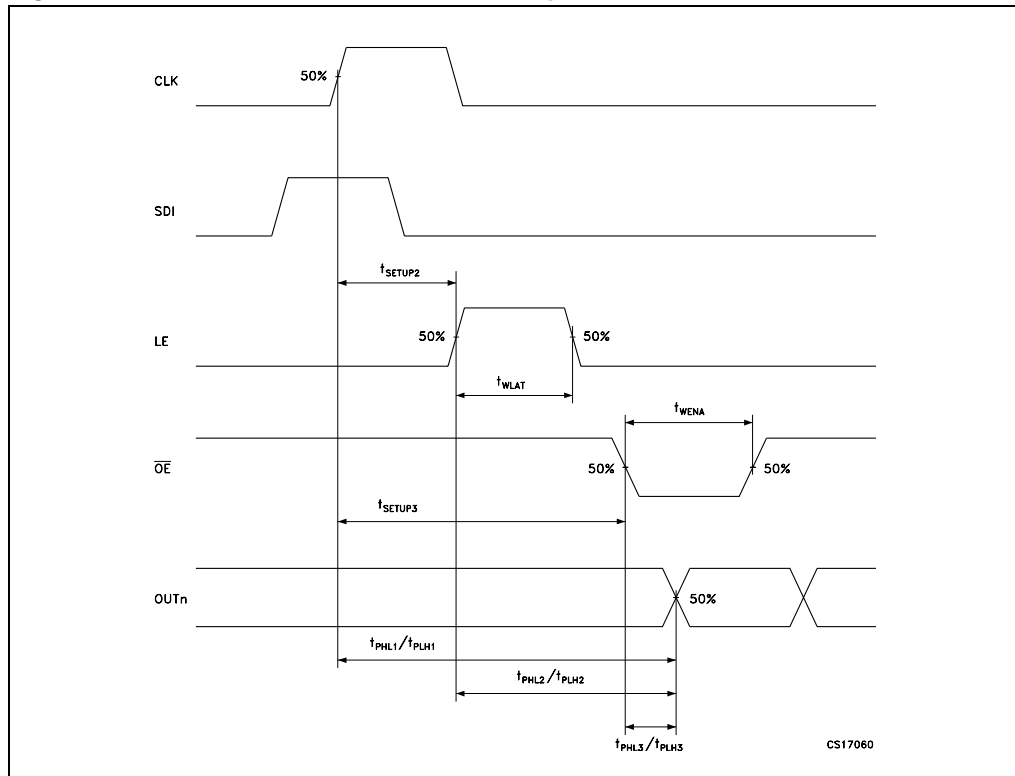 CLK
50%
SDI
tSETUP2
LE
50%
50%
tWLAT
tWENA
OE
50%
50%
tSETUP3
OUTn
50%
tPHL1/tPLH1
tPHL2/tPLH2
tPHL3/tPLH3
CS17060